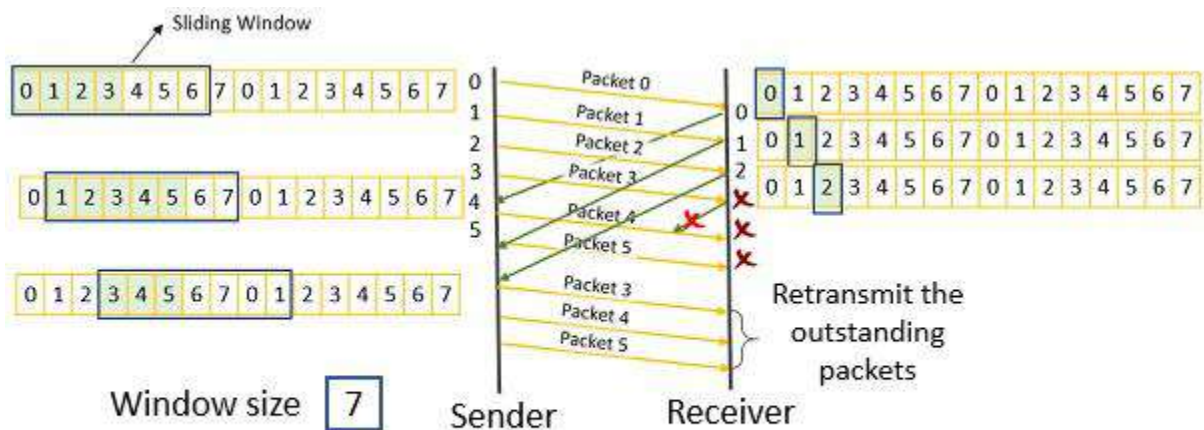 Sliding Window
0 1 2 3 4 5 6 7 0 1 2 3 4 5 6 7
0 1 2 3 4 5 6 7 0 1 2 3 4 5 6 7
0 1 2 3 4 5 6 7 0 1 2 3 4 5 6 7
Window size 7
0
1
2
3
4
5
Packet 0
Packet 1
Packet 2
Packet 3
Packet 4
Packet 5
Packet 3
Packet 4
Packet 5
Sender
0
1
2
Receiver
0 1 2 3 4 5 6 7 0 1 2 3 4 5 6 7
0 1 2 3 4 5 6 7 0 1 2 3 4 5 6 7
0 1 2 3 4 5 6 7 0 1 2 3 4 5 6 7
Retransmit the
outstanding
packets